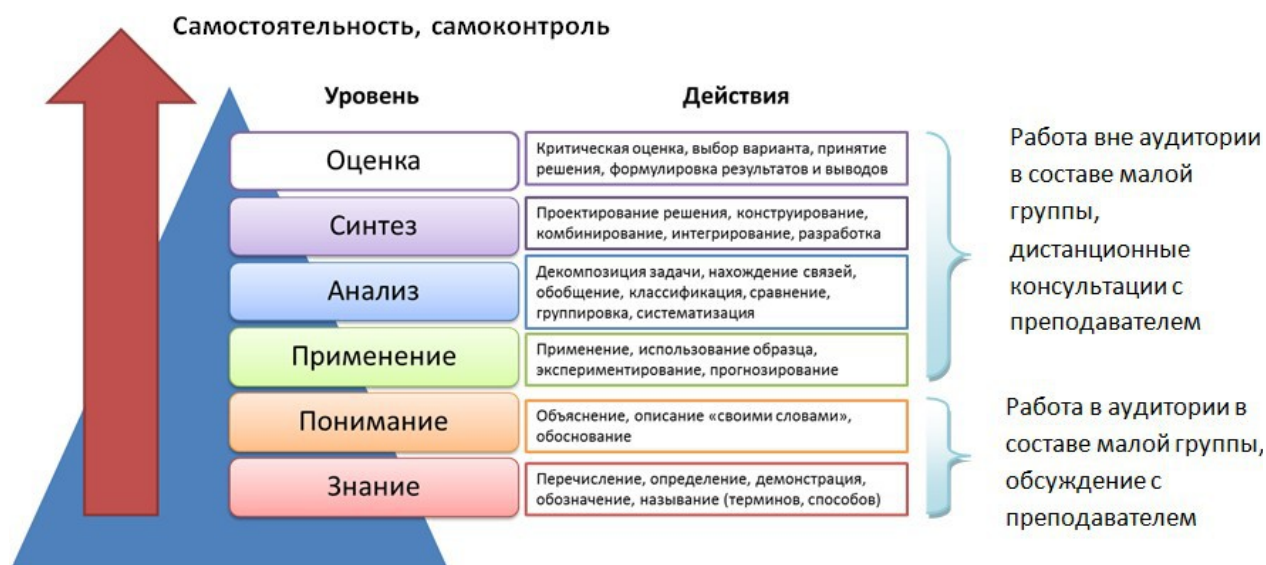 Самостоятельность, самоконтроль
Уровень
Действия
Оценка
Критическая оценка, выбор варианта, принятие
решения, формулировка результатов и выводов
Синтез
Проектирование решения, конструирование,
комбинирование, интегрирование, разработка
Анализ
Декомпозиция задачи, нахождение связей,
обобщение, классификация, сравнение,
группировка, систематизация
Применение
Применение, использование образца,
экспериментирование, прогнозирование
Работа вне аудитории
в составе малой
группы,
дистанционные
консультации с
преподавателем
Понимание
Объяснение, описание «своими словами»,
обоснование
Знание
Перечисление, определение, демонстрация,
обозначение, называние (терминов, способов)
Работа в аудитории в
составе малой группы,
обсуждение с
преподавателем